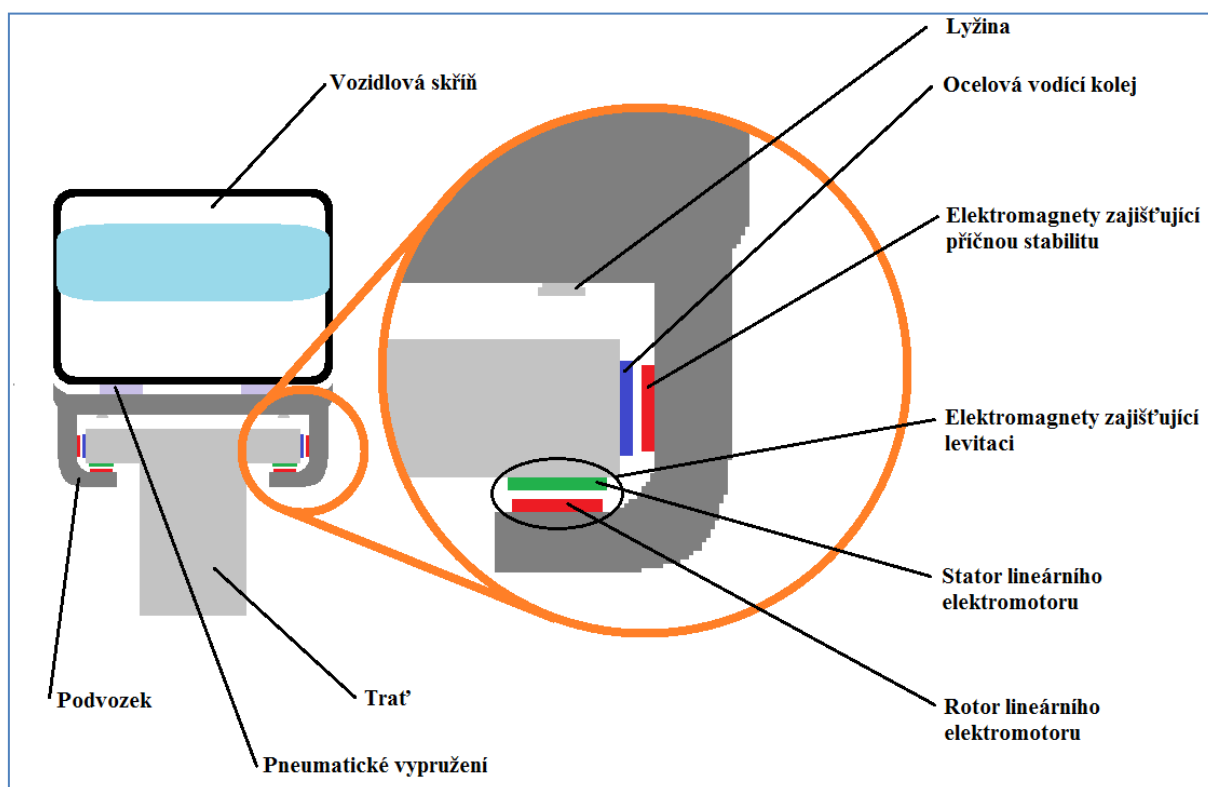 Lyžina
Vozidlová skříň
Ocelová vodící kolej
Elektromagnety zajišťující
příčnou stabilitu
Elektromagnety zajišťující
levitaci
Stator lineárního
elektromotoru
Podvozek
Trať
Rotor lineárního
elektromotoru
Pneumatické vypružení